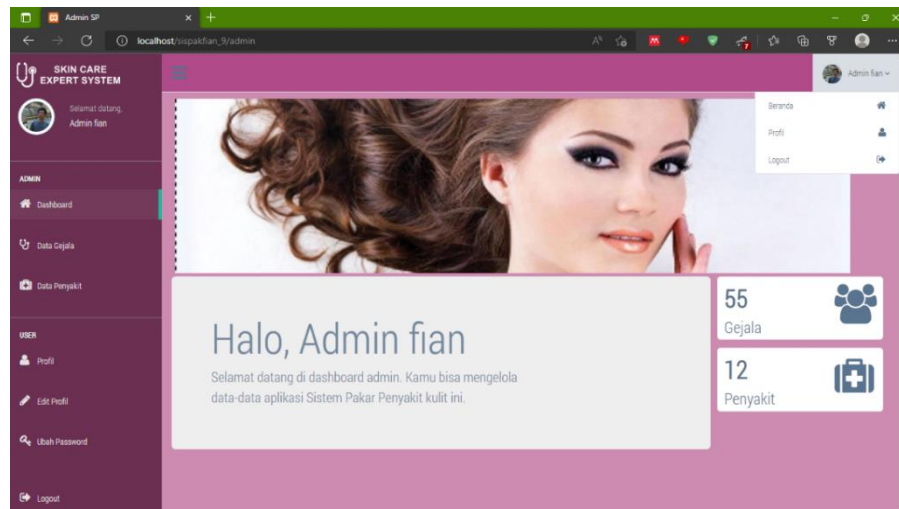 Admin SP
localhost/sispakfian_9/admin
SKIN CARE
EXPERT SYSTEM
Admin fian
Selamat datang,
Admin fian
Beranda
Profil
Logout
ADMIN
Dashboard
Data Gejala
Data Penyakit
USER
Profil
Edit Profil
Ubah Password
Logout
Halo, Admin fian
Selamat datang di dashboard admin. Kamu bisa mengelola
data-data aplikasi Sistem Pakar Penyakit kulit ini.
55
Gejala
12
Penyakit